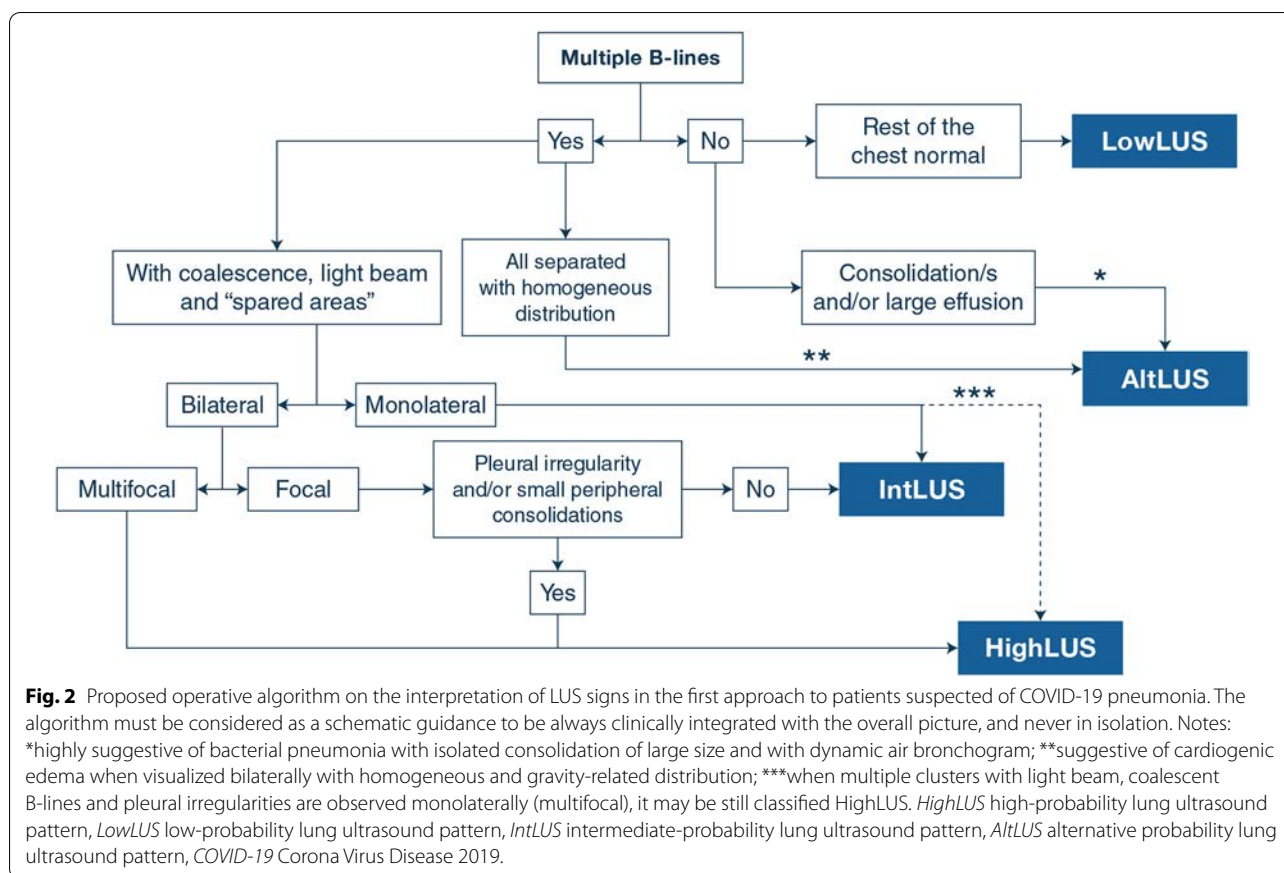 Multiple B-lines
Yes
No
Rest of the
chest normal
LowLUS
With coalescence, light beam
and “spared areas”
All separated
with homogeneous
distribution
Consolidation/s
and/or large effusion
*
**
AltLUS
Bilateral
Monolateral
***
Multifocal
Focal
Pleural irregularity
and/or small peripheral
consolidations
No
IntLUS
Yes
HighLUS
Fig. 2 Proposed operative algorithm on the interpretation of LUS signs in the first approach to patients suspected of COVID-19 pneumonia. The
algorithm must be considered as a schematic guidance to be always clinically integrated with the overall picture, and never in isolation. Notes:
*highly suggestive of bacterial pneumonia with isolated consolidation of large size and with dynamic air bronchogram; **suggestive of cardiogenic
edema when visualized bilaterally with homogeneous and gravity-related distribution; ***when multiple clusters with light beam, coalescent
B-lines and pleural irregularities are observed monolaterally (multifocal), it may be still classified HighLUS. HighLUS high-probability lung ultrasound
pattern, LowLUS low-probability lung ultrasound pattern, IntLUS intermediate-probability lung ultrasound pattern, AltLUS alternative probability lung
ultrasound pattern, COVID-19 Corona Virus Disease 2019.